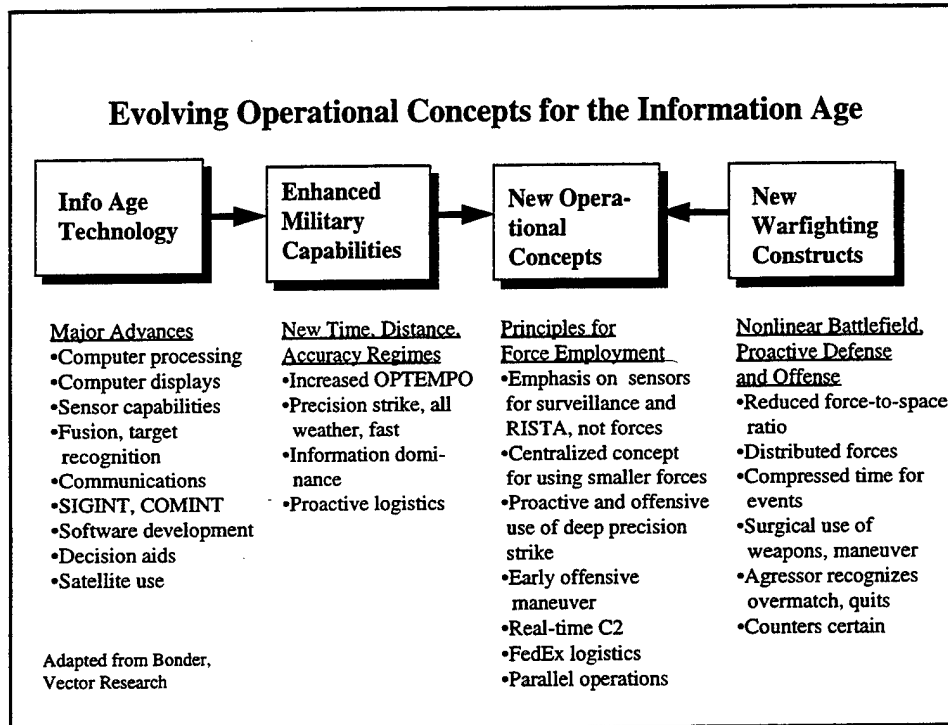 Evolving Operational Concepts for the Information Age
Info Age
Technology
Enhanced
Military
Capabilities
New Opera-
tional
Concepts
New
Warfighting
Constructs
Major Advances
•Computer processing
•Computer displays
•Sensor capabilities
•Fusion, target
recognition
•Communications
•SIGINT, COMINT
•Software development
•Decision aids
•Satellite use
New Time, Distance,
Accuracy Regimes
•Increased OPTEMPO
•Precision strike, all
weather, fast
•Information domi-
nance
•Proactive logistics
Principles for
Force Employment
•Emphasis on sensors
for surveillance and
RISTA, not forces
•Centralized concept
for using smaller forces
•Proactive and offensive
use of deep precision
strike
•Early offensive
maneuver
•Real-time C2
•FedEx logistics
•Parallel operations
Nonlinear Battlefield,
Proactive Defense
and Offense
•Reduced force-to-space
ratio
•Distributed forces
•Compressed time for
events
•Surgical use of
weapons, maneuver
•Agressor recognizes
overmatch, quits
•Counters certain
Adapted from Bonder,
Vector Research